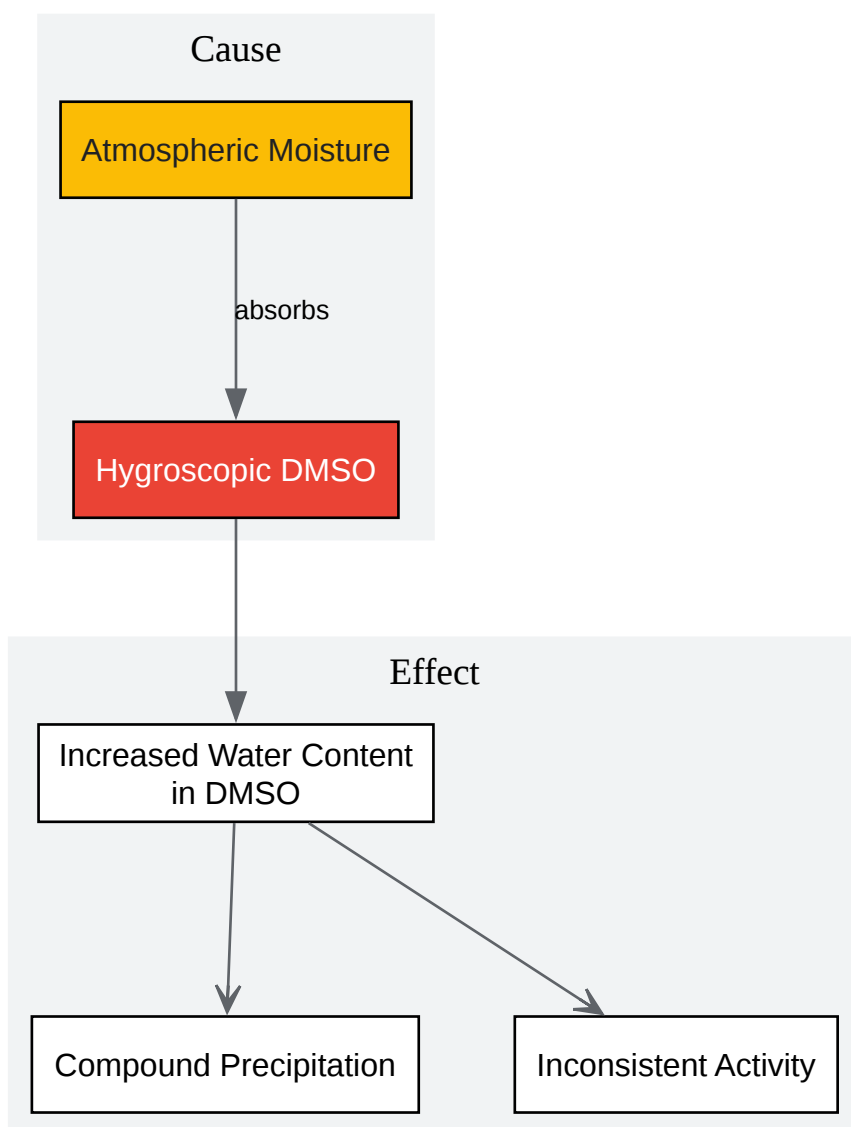 Cause
Atmospheric Moisture
absorbs
Hygroscopic DMSO
Effect
Increased Water Content
in DMSO
Compound Precipitation
Inconsistent Activity